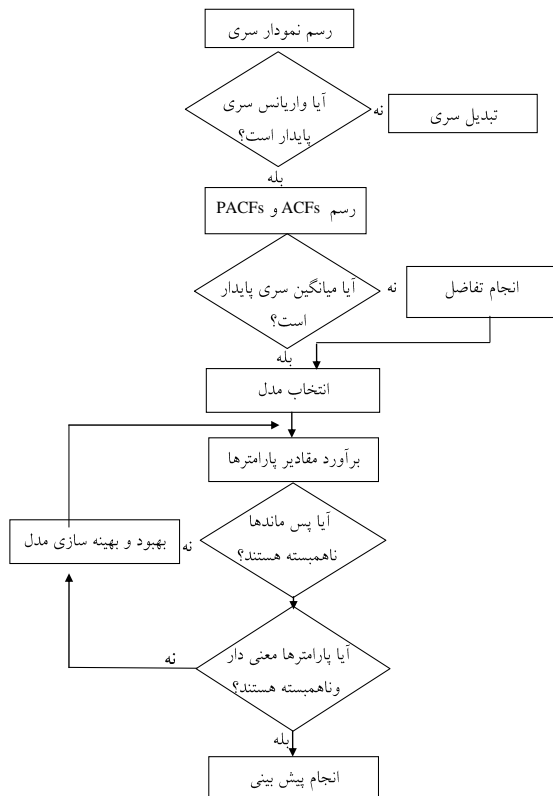 رسم نمودار سری
آیا واریانس سری
پایدار است؟
نه
تبدیل سری
بله
رسم ACFs و PACFs
آیا میانگین سری پایدار
است؟
نه
انجام تفاضل
بله
انتخاب مدل
برآورد مقادیر پارامترها
آیا پس ماندها
ناهمبسته هستند؟
نه
بهبود و بهینه سازی مدل
آیا پارامترها معنی دار
وناهمبسته هستند؟
نه
بله
انجام پیش بینی